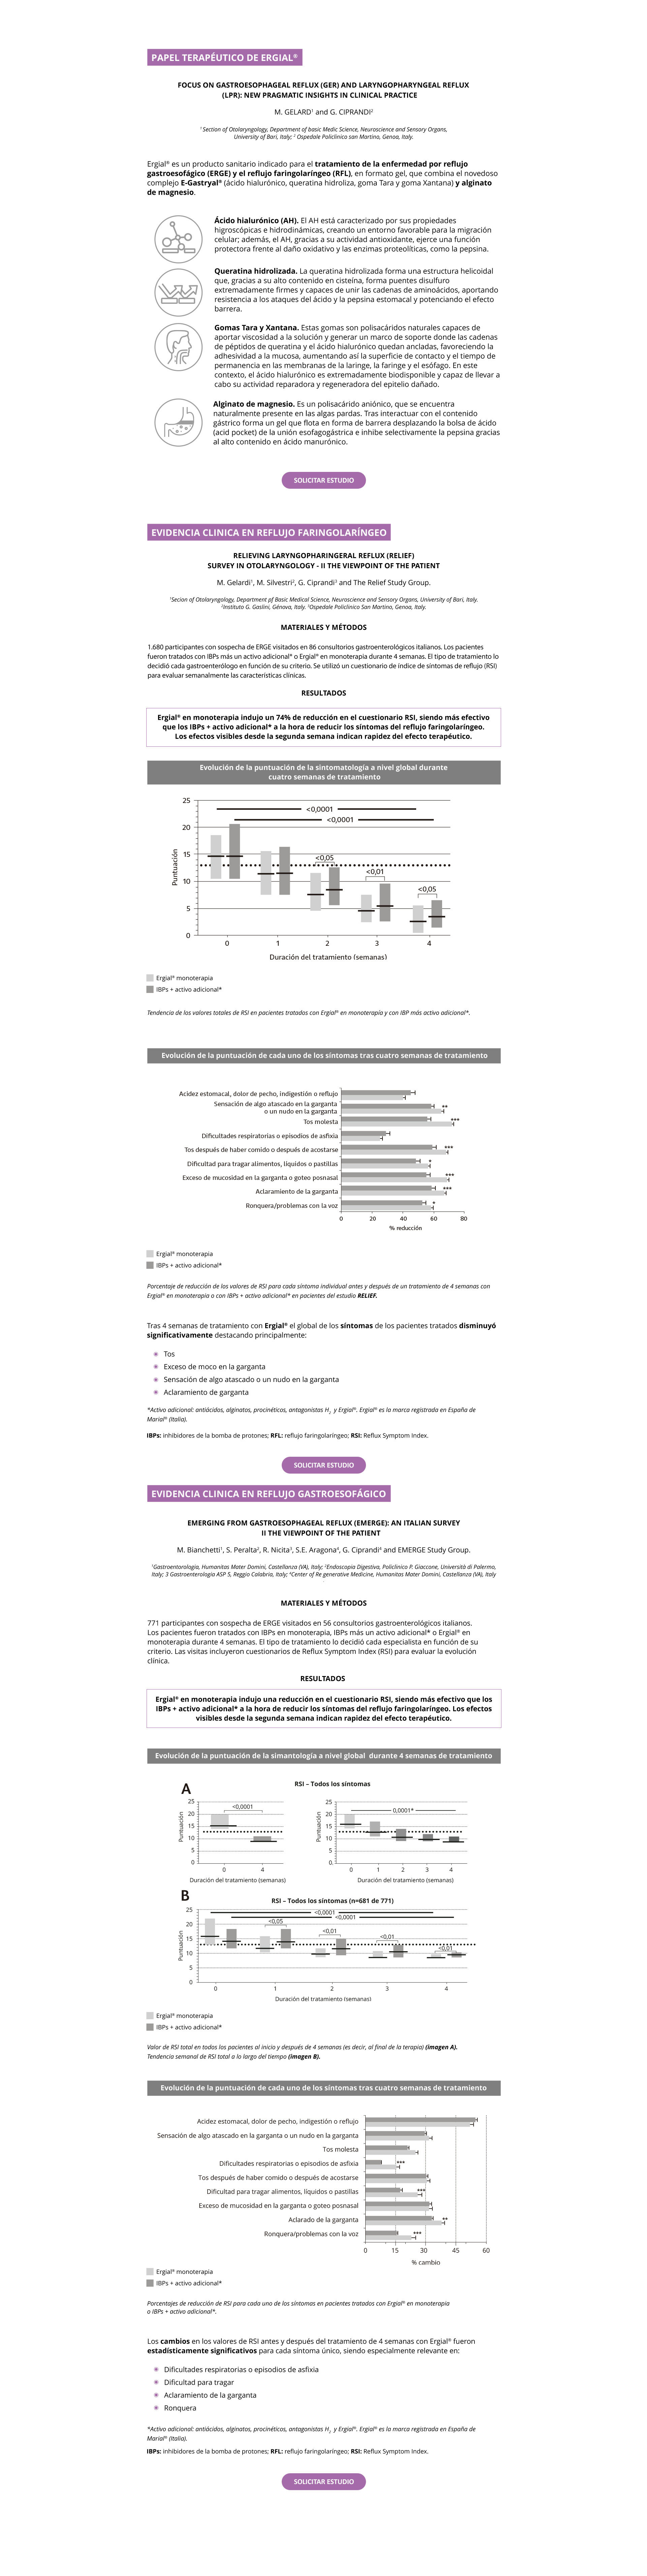 PAPEL TERAPÉUTICO DE ERGIAL®
FOCUS ON GASTROESOPHAGEAL REFLUX (GER) AND LARYNGOPHARYNGEAL REFLUX
(LPR): NEW PRAGMATIC INSIGHTS IN CLINICAL PRACTICE
M. GELARD¹ and G. CIPRANDI²
¹ Section of Otolaryngology, Department of basic Medic Science, Neuroscience and Sensory Organs,
University of Bari, Italy; ² Ospedale Policlinico san Martino, Genoa, Italy.
Ergial® es un producto sanitario indicado para el tratamiento de la enfermedad por reflujo
gastroesofágico (ERGE) y el reflujo faringolaríngeo (RFL), en formato gel, que combina el novedoso
complejo E-Gastryal® (ácido hialurónico, queratina hidroliza, goma Tara y goma Xantana) y alginato
de magnesio.
Ácido hialurónico (AH). El AH está caracterizado por sus propiedades
higroscópicas e hidrodinámicas, creando un entorno favorable para la migración
celular; además, el AH, gracias a su actividad antioxidante, ejerce una función
protectora frente al daño oxidativo y las enzimas proteolíticas, como la pepsina.
Queratina hidrolizada. La queratina hidrolizada forma una estructura helicoidal
que, gracias a su alto contenido en cisteína, forma puentes disulfuro
extremadamente firmes y capaces de unir las cadenas de aminoácidos, aportando
resistencia a los ataques del ácido y la pepsina estomacal y potenciando el efecto
barrera.
Gomas Tara y Xantana. Estas gomas son polisacáridos naturales capaces de
aportar viscosidad a la solución y generar un marco de soporte donde las cadenas
de péptidos de queratina y el ácido hialurónico quedan ancladas, favoreciendo la
adhesividad a la mucosa, aumentando así la superficie de contacto y el tiempo de
permanencia en las membranas de la laringe, la faringe y el esófago. En este
contexto, el ácido hialurónico es extremadamente biodisponible y capaz de llevar a
cabo su actividad reparadora y regeneradora del epitelio dañado.
Alginato de magnesio. Es un polisacárido aniónico, que se encuentra
naturalmente presente en las algas pardas. Tras interactuar con el contenido
gástrico forma un gel que flota en forma de barrera desplazando la bolsa de ácido
(acid pocket) de la unión esofagogástrica e inhibe selectivamente la pepsina gracias
al alto contenido en ácido manurónico.
SOLICITAR ESTUDIO
EVIDENCIA CLINICA EN REFLUJO FARINGOLARÍNGEO
RELIEVING LARYNGOPHARINGERAL REFLUX (RELIEF)
SURVEY IN OTOLARYNGOLOGY - II THE VIEWPOINT OF THE PATIENT
M. Gelardi¹, M. Silvestri², G. Ciprandi³ and The Relief Study Group.
¹Secion of Otolaryngology, Department pf Basic Medical Science, Neuroscience and Sensory Organs, University of Bari, Italy.
²Instituto G. Gaslini, Génova, Italy. ³Ospedale Policlinico San Martino, Genoa, Italy.
MATERIALES Y MÉTODOS
1.680 participantes con sospecha de ERGE visitados en 86 consultorios gastroenterológicos italianos. Los pacientes
fueron tratados con IBPs más un activo adicional* o Ergial® en monoterapia durante 4 semanas. El tipo de tratamiento lo
decidió cada gastroenterólogo en función de su criterio. Se utilizó un cuestionario de índice de síntomas de reflujo (RSI)
para evaluar semanalmente las características clínicas.
RESULTADOS
Ergial® en monoterapia indujo un 74% de reducción en el cuestionario RSI, siendo más efectivo
que los IBPs + activo adicional* a la hora de reducir los síntomas del reflujo faringolaríngeo.
Los efectos visibles desde la segunda semana indican rapidez del efecto terapéutico.
Evolución de la puntuación de la sintomatología a nivel global durante
cuatro semanas de tratamiento
Puntuación
25
20
15
10
5
0
<0,0001
<0,0001
<0,05
<0,01
<0,05
0 1 2 3 4
Duración del tratamiento (semanas)
Ergial® monoterapia
IBPs + activo adicional*
Tendencia de los valores totales de RSI en pacientes tratados con Ergial® en monoterapia y con IBP más activo adicional*.
Evolución de la puntuación de cada uno de los síntomas tras cuatro semanas de tratamiento
Acidez estomacal, dolor de pecho, indigestión o reflujo
Sensación de algo atascado en la garganta
o un nudo en la garganta
**
Tos molesta
***
Dificultades respiratorias o episodios de asfixia
Tos después de haber comido o después de acostarse
***
Dificultad para tragar alimentos, líquidos o pastillas
*
Exceso de mucosidad en la garganta o goteo posnasal
***
Aclaramiento de la garganta
***
Ronquera/problemas con la voz
*
0 20 40 60 80
% reducción
Ergial® monoterapia
IBPs + activo adicional*
Porcentaje de reducción de los valores de RSI para cada síntoma individual antes y después de un tratamiento de 4 semanas con
Ergial® en monoterapia o con IBPs + activo adicional* en pacientes del estudio RELIEF.
Tras 4 semanas de tratamiento con Ergial® el global de los síntomas de los pacientes tratados disminuyó
significativamente destacando principalmente:
Tos
Exceso de moco en la garganta
Sensación de algo atascado o un nudo en la garganta
Aclaramiento de garganta
*Activo adicional: antiácidos, alginatos, procinéticos, antagonistas H₂ y Ergial®. Ergial® es la marca registrada en España de
Marial® (Italia).
IBPs: inhibidores de la bomba de protones; RFL: reflujo faringolaríngeo; RSI: Reflux Symptom Index.
SOLICITAR ESTUDIO
EVIDENCIA CLINICA EN REFLUJO GASTROESOFÁGICO
EMERGING FROM GASTROESOPHAGEAL REFLUX (EMERGE): AN ITALIAN SURVEY
II THE VIEWPOINT OF THE PATIENT
M. Bianchetti¹, S. Peralta², R. Nicita³, S.E. Aragona⁴, G. Ciprandi⁴ and EMERGE Study Group.
¹Gastroentorologia, Humanitas Mater Domini, Castellanza (VA), Italy; ²Endoscopia Digestiva, Policlinico P. Giaccone, Università di Palermo,
Italy; 3 Gastroenterologia ASP 5, Reggio Calabria, Italy; ⁴Center of Re generative Medicine, Humanitas Mater Domini, Castellanza (VA), Italy
MATERIALES Y MÉTODOS
771 participantes con sospecha de ERGE visitados en 56 consultorios gastroenterológicos italianos.
Los pacientes fueron tratados con IBPs en monoterapia, IBPs más un activo adicional* o Ergial® en
monoterapia durante 4 semanas. El tipo de tratamiento lo decidió cada especialista en función de su
criterio. Las visitas incluyeron cuestionarios de Reflux Symptom Index (RSI) para evaluar la evolución
clínica.
RESULTADOS
Ergial® en monoterapia indujo una reducción en el cuestionario RSI, siendo más efectivo que los
IBPs + activo adicional* a la hora de reducir los síntomas del reflujo faringolaríngeo. Los efectos
visibles desde la segunda semana indican rapidez del efecto terapéutico.
Evolución de la puntuación de la simantología a nivel global durante 4 semanas de tratamiento
A
RSI – Todos los síntomas
Puntuación
25
20
15
10
5
0
<0,0001
0 4
Duración del tratamiento (semanas)
Puntuación
25
20
15
10
5
0.
0,0001*
0 1 2 3 4
Duración del tratamiento (semanas)
B
RSI – Todos los síntomas (n=681 de 771)
Puntuación
25
20
15
10
5
0
<0,0001
<0,0001
<0,05
<0,01
<0,01
<0,01
0 1 2 3 4
Duración del tratamiento (semanas)
Ergial® monoterapia
IBPs + activo adicional*
Valor de RSI total en todos los pacientes al inicio y después de 4 semanas (es decir, al final de la terapia) (imagen A).
Tendencia semanal de RSI total a lo largo del tiempo (imagen B).
Evolución de la puntuación de cada uno de los síntomas tras cuatro semanas de tratamiento
Acidez estomacal, dolor de pecho, indigestión o reflujo
Sensación de algo atascado en la garganta o un nudo en la garganta
Tos molesta
Dificultades respiratorias o episodios de asfixia
***
Tos después de haber comido o después de acostarse
Dificultad para tragar alimentos, líquidos o pastillas
***
Exceso de mucosidad en la garganta o goteo posnasal
Aclarado de la garganta
**
Ronquera/problemas con la voz
***
0 15 30 45 60
% cambio
Ergial® monoterapia
IBPs + activo adicional*
Porcentajes de reducción de RSI para cada uno de los síntomas en pacientes tratados con Ergial® en monoterapia
o IBPs + activo adicional*.
Los cambios en los valores de RSI antes y después del tratamiento de 4 semanas con Ergial® fueron
estadísticamente significativos para cada síntoma único, siendo especialmente relevante en:
Dificultades respiratorias o episodios de asfixia
Dificultad para tragar
Aclaramiento de la garganta
Ronquera
*Activo adicional: antiácidos, alginatos, procinéticos, antagonistas H₂ y Ergial®. Ergial® es la marca registrada en España de
Marial® (Italia).
IBPs: inhibidores de la bomba de protones; RFL: reflujo faringolaríngeo; RSI: Reflux Symptom Index.
SOLICITAR ESTUDIO